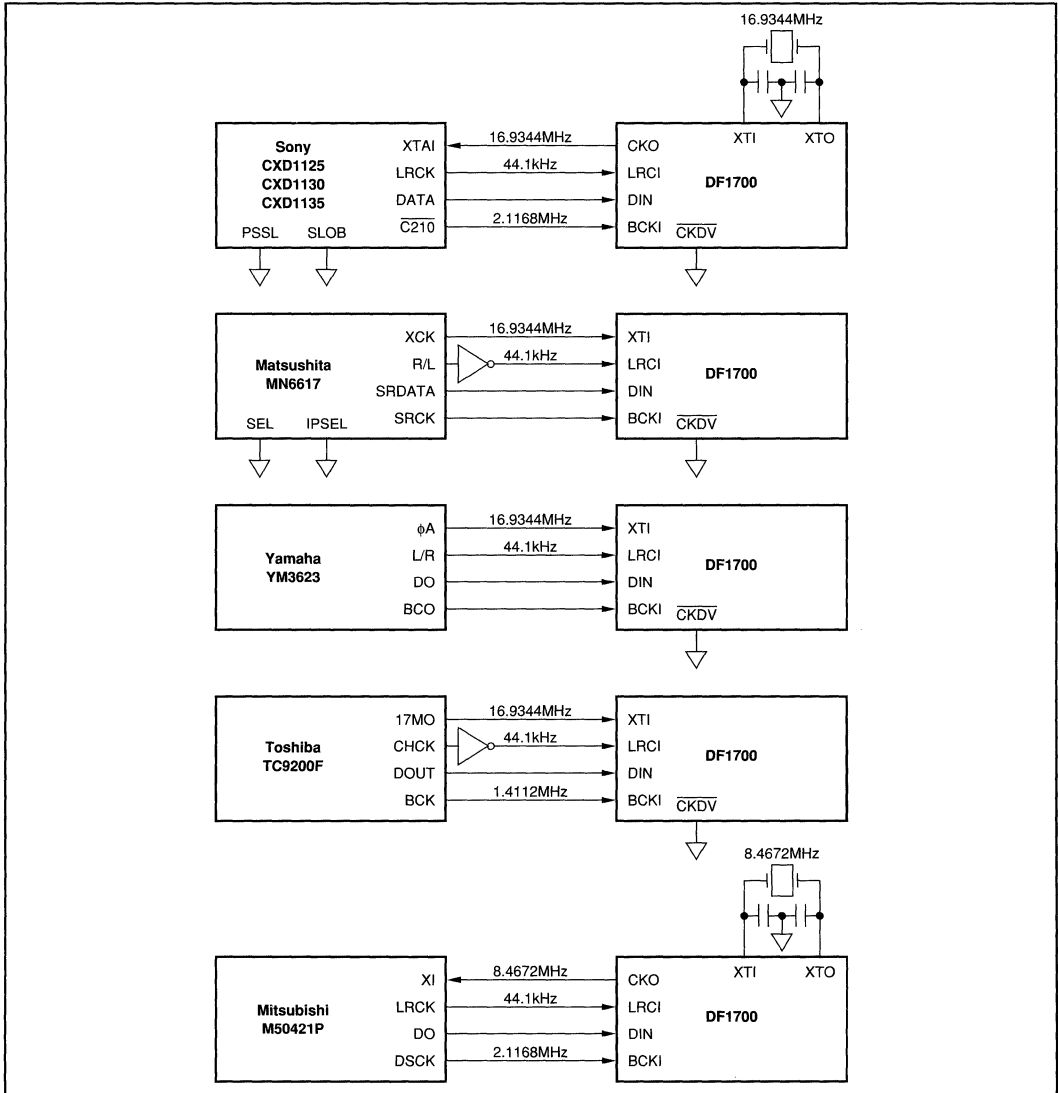 16.9344MHz
XTI XTO
Sony
CXD1125
CXD1130
CXD1135
XTAI 16.9344MHz CKO
LRCK 44.1kHz LRCI
DF1700
DATA DIN
C210 2.1168MHz BCKI CKDV
PSSL SLOB
Matsushita
MN6617
XCK 16.9344MHz XTI
R/L 44.1kHz LRCI
DF1700
SRDATA DIN
SRCK BCKI CKDV
SEL IPSEL
Yamaha
YM3623
ϕA 16.9344MHz XTI
L/R 44.1kHz LRCI
DF1700
DO DIN
BCO BCKI CKDV
Toshiba
TC9200F
17MO 16.9344MHz XTI
CHCK 44.1kHz LRCI
DF1700
DOUT DIN
BCK 1.4112MHz BCKI CKDV
8.4672MHz
XTI XTO
Mitsubishi
M50421P
XI 8.4672MHz CKO
LRCK 44.1kHz LRCI
DF1700
DO DIN
DSCK 2.1168MHz BCKI